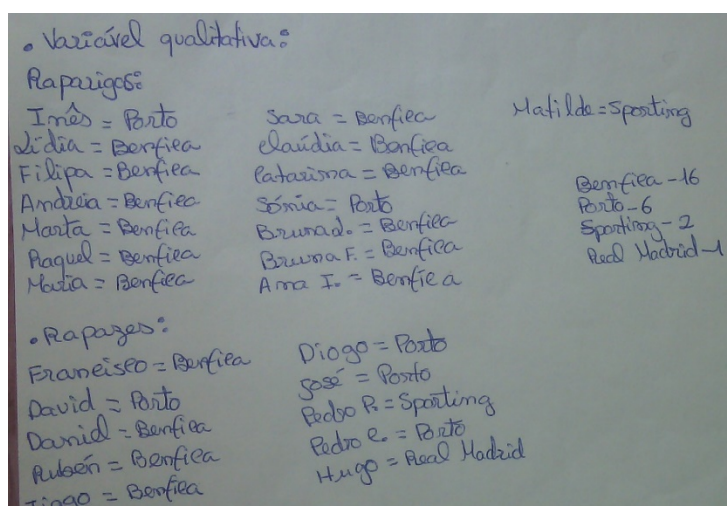 • Variável qualitativa:
Raparigas:
Inês = Porto
Lídia = Benfica
Filipa = Benfica
Andreia = Benfica
Marta = Benfica
Raquel = Benfica
Maria = Benfica
Sara = Benfica
Claúdia = Benfica
Catarina = Benfica
Sónia = Porto
Bruna d. = Benfica
Bruna F. = Benfica
Ana I. = Benfica
Matilde = Sporting
Benfica - 16
Porto - 6
Sporting - 2
Real Madrid - 1
• Rapazes:
Francisco = Benfica
David = Porto
Daniel = Benfica
Rubén = Benfica
Tiago = Benfica
Diogo = Porto
José = Porto
Pedro P. = Sporting
Pedro C. = Porto
Hugo = Real Madrid